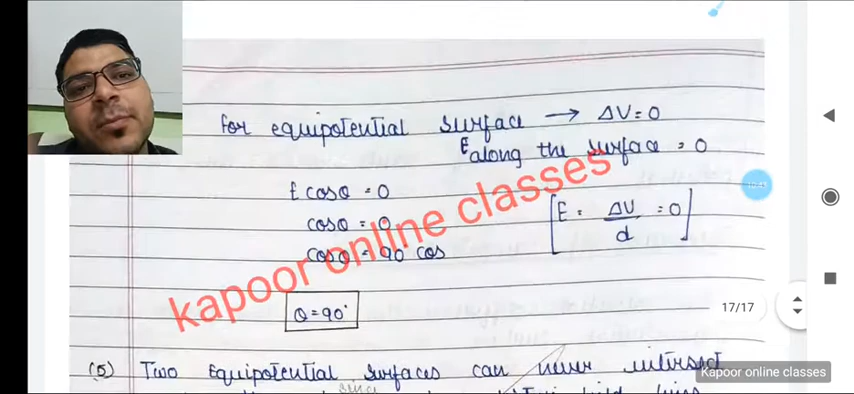 for equipotential surface → ΔV=0
E along the surface = 0
E cosθ = 0
cosθ = 0
cosθ = 90 cos
[E = ΔV/d = 0]
θ = 90°
kapoor online classes
17/17
(5) Two equipotential surfaces can never intersect
since
Kapoor online classes